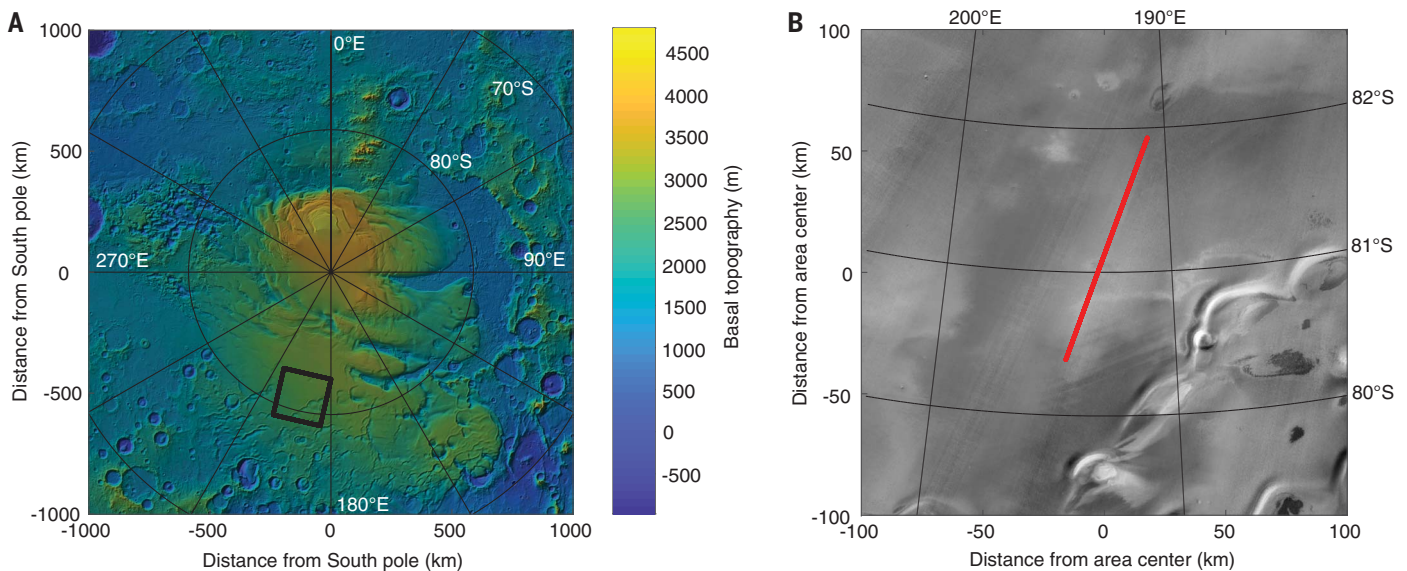 A
1000
500
0
-500
-1000
Distance from South pole (km)
0°E
70°S
80°S
270°E
90°E
180°E
-1000
-500
0
500
1000
Distance from South pole (km)
4500
4000
3500
3000
2500
2000
1500
1000
500
0
-500
Basal topography (m)
B
200°E
190°E
100
50
0
-50
-100
Distance from area center (km)
82°S
81°S
80°S
-100
-50
0
50
100
Distance from area center (km)